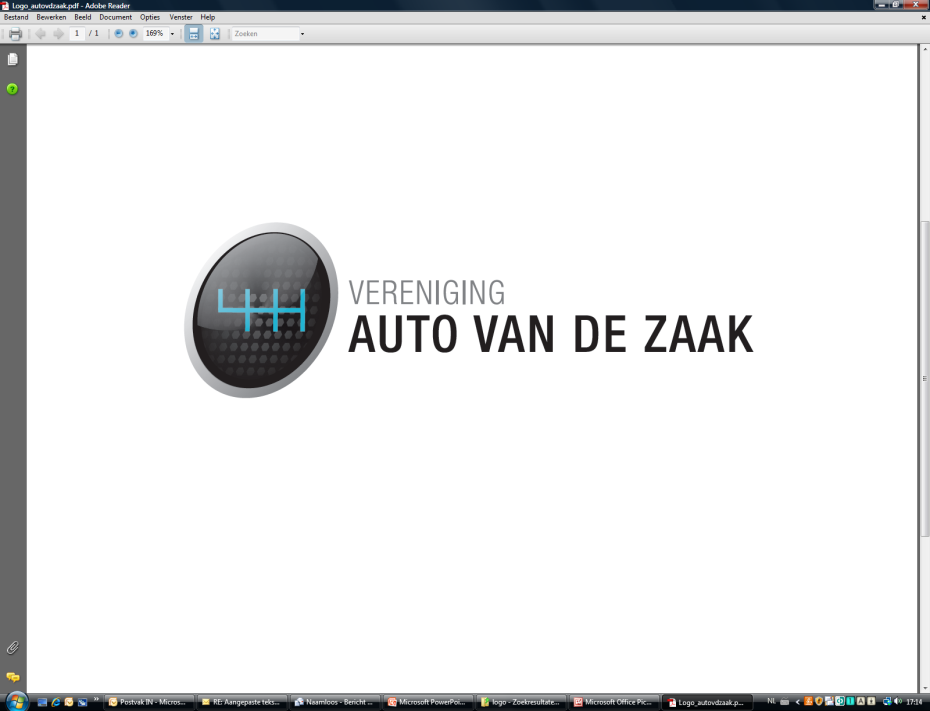 Logo_autovdzaak.pdf - Adobe Reader
Bestand Bewerken Beeld Document Opties Venster Help
1 / 1 169% Zoeken
VERENIGING
AUTO VAN DE ZAAK
Postvak IN - Micros... RE: Aangepaste teks... Naamloos - Bericht ... Microsoft PowerPoi... logo - Zoekresultate... Microsoft Office Pic... Logo_autovdzaak.p... NL 17:14